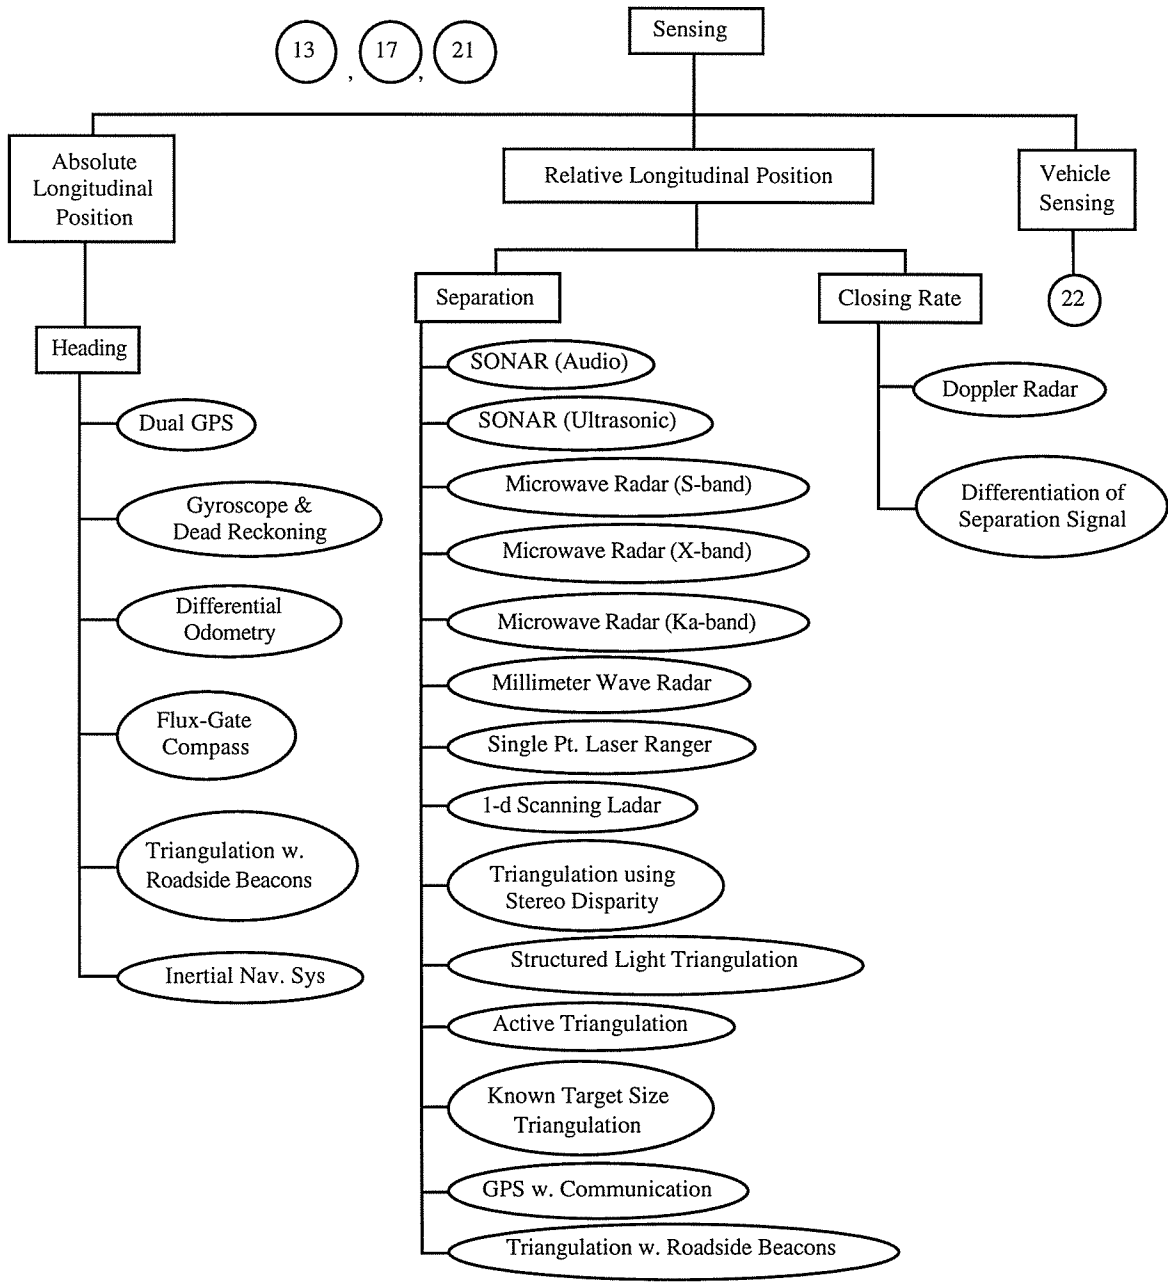 Sensing
13 , 17 , 21
Absolute
Longitudinal
Position
Relative Longitudinal Position
Vehicle
Sensing
22
Heading
Dual GPS
Gyroscope &
Dead Reckoning
Differential
Odometry
Flux-Gate
Compass
Triangulation w.
Roadside Beacons
Inertial Nav. Sys
Separation
SONAR (Audio)
SONAR (Ultrasonic)
Microwave Radar (S-band)
Microwave Radar (X-band)
Microwave Radar (Ka-band)
Millimeter Wave Radar
Single Pt. Laser Ranger
1-d Scanning Ladar
Triangulation using
Stereo Disparity
Structured Light Triangulation
Active Triangulation
Known Target Size
Triangulation
GPS w. Communication
Triangulation w. Roadside Beacons
Closing Rate
Doppler Radar
Differentiation of
Separation Signal